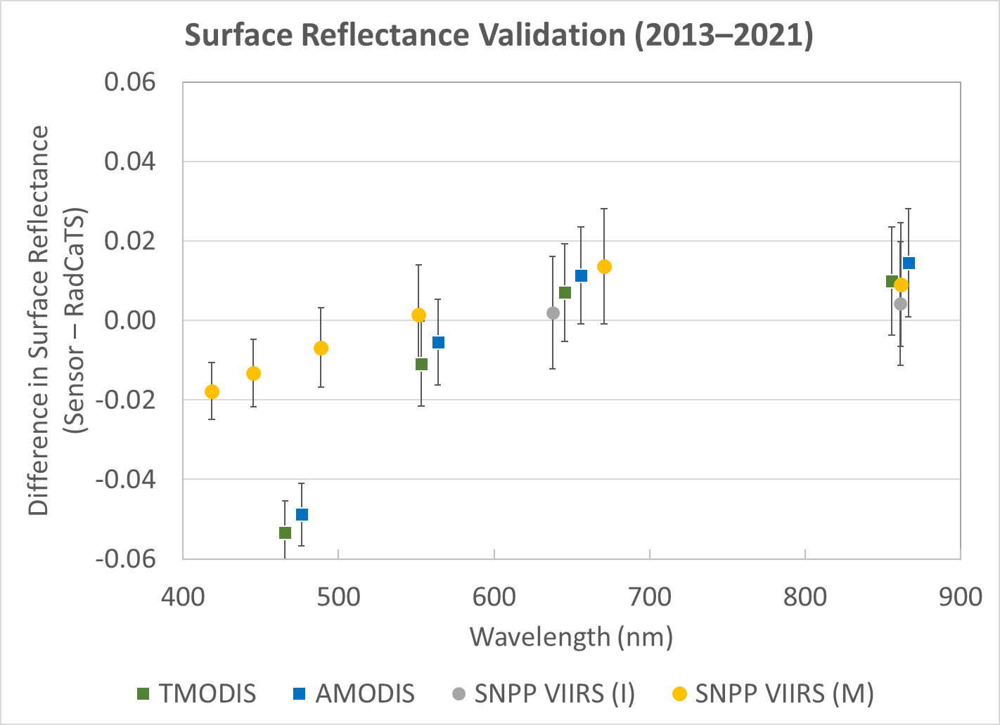 Surface Reflectance Validation (2013–2021)
Difference in Surface Reflectance
(Sensor – RadCaTS)
0.06
0.04
0.02
0.00
-0.02
-0.04
-0.06
400 500 600 700 800 900
Wavelength (nm)
TMODIS AMODIS SNPP VIIRS (I) SNPP VIIRS (M)